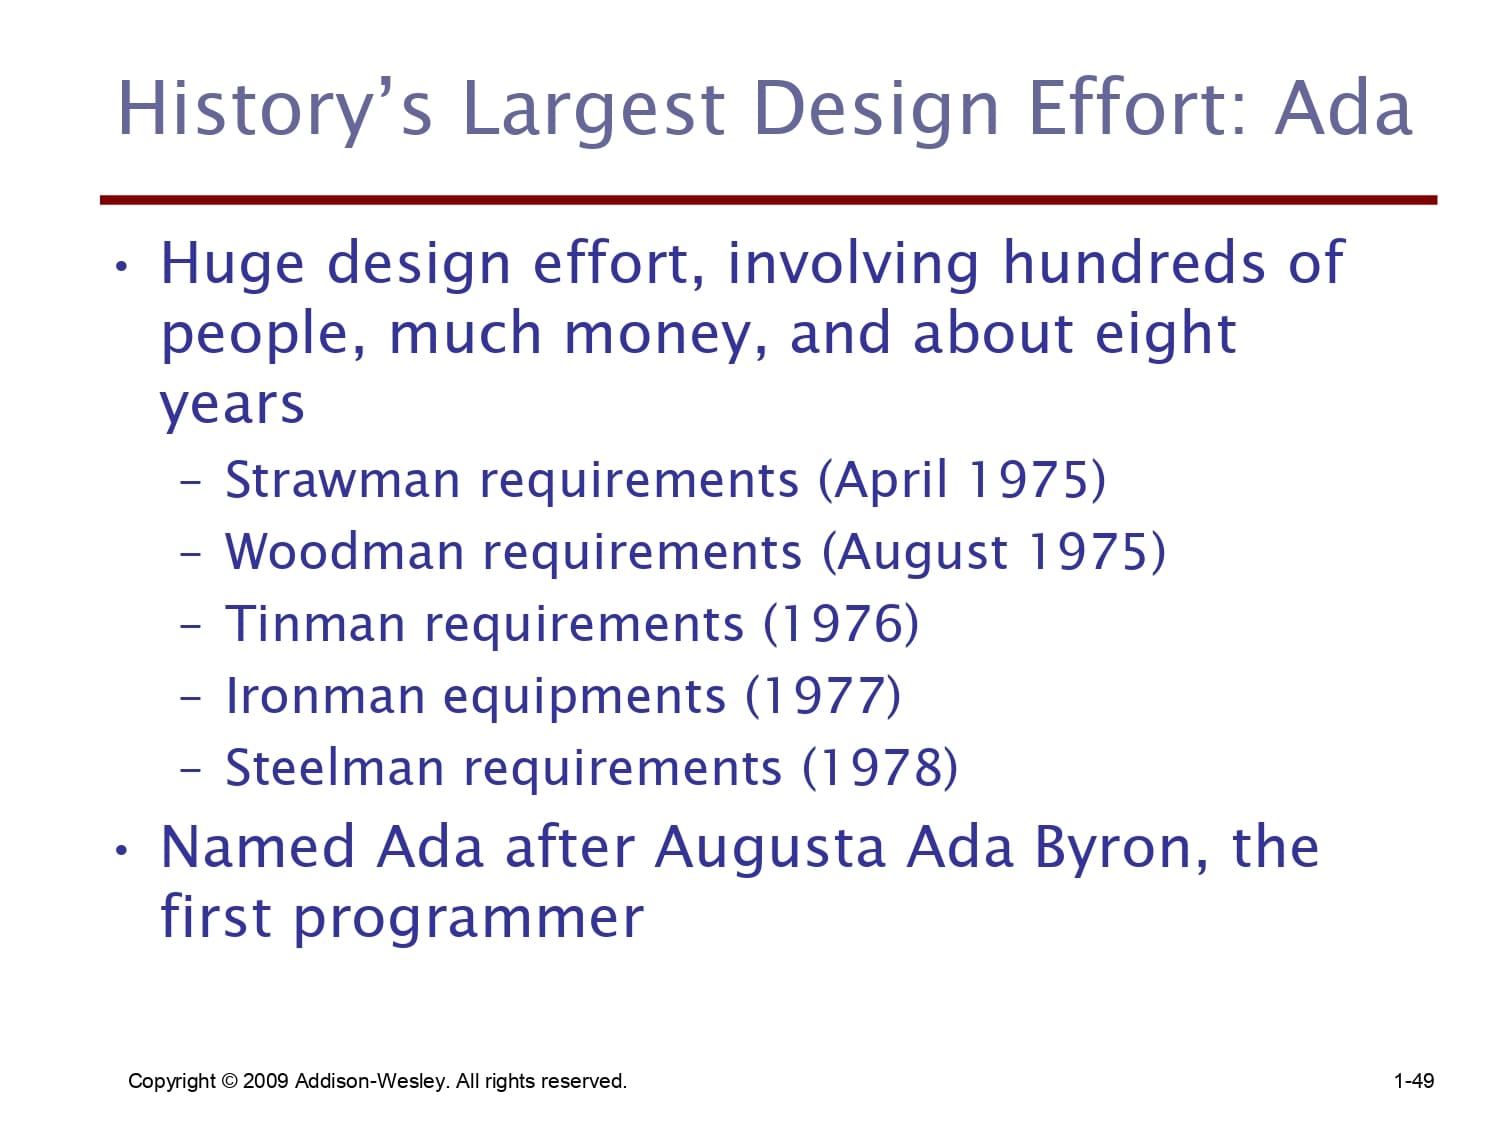 History’s Largest Design Effort: Ada
• Huge design effort, involving hundreds of
people, much money, and about eight
years
– Strawman requirements (April 1975)
– Woodman requirements (August 1975)
– Tinman requirements (1976)
– Ironman equipments (1977)
– Steelman requirements (1978)
• Named Ada after Augusta Ada Byron, the
first programmer
Copyright © 2009 Addison-Wesley. All rights reserved.
1-49